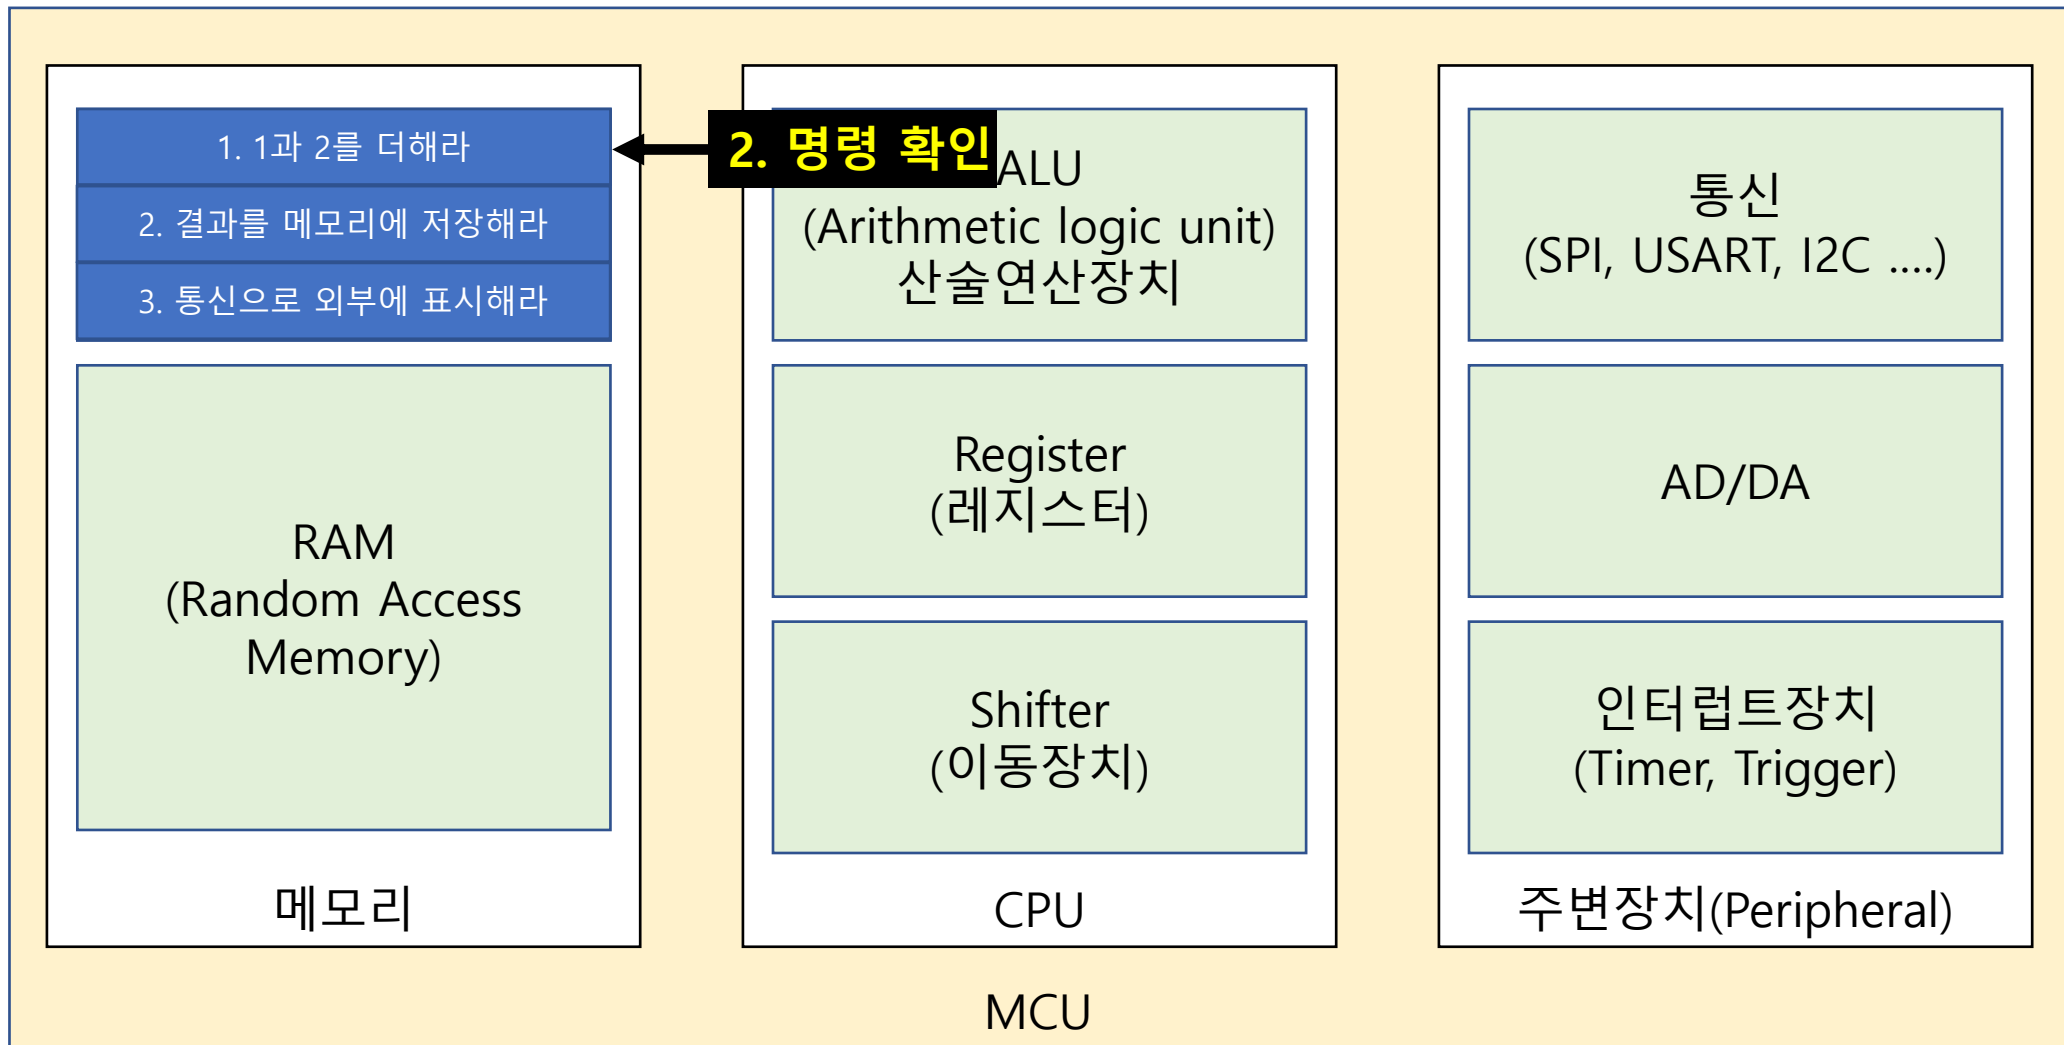 1. 1과 2를 더해라
2. 결과를 메모리에 저장해라
3. 통신으로 외부에 표시해라
RAM
(Random Access
Memory)
메모리
2. 명령 확인
ALU
(Arithmetic logic unit)
산술연산장치
Register
(레지스터)
Shifter
(이동장치)
CPU
통신
(SPI, USART, I2C ....)
AD/DA
인터럽트장치
(Timer, Trigger)
주변장치(Peripheral)
MCU